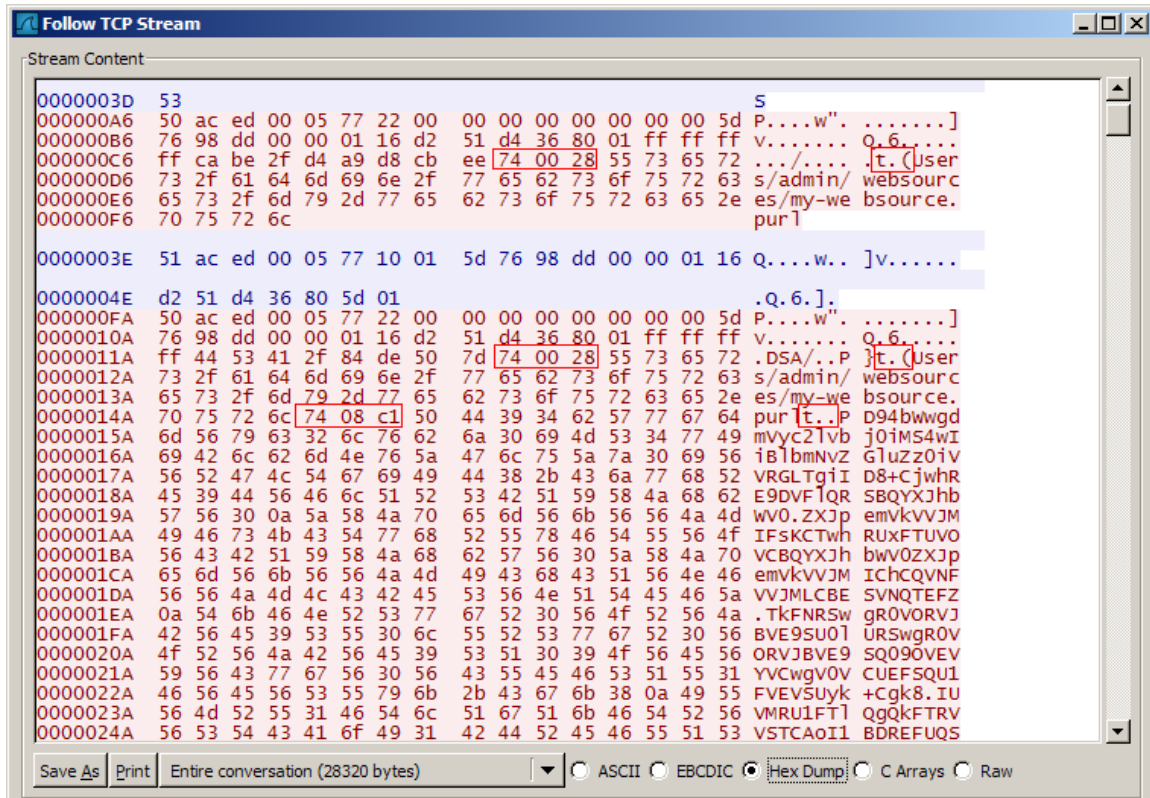 Follow TCP Stream
Stream Content
0000003D 53 S
000000A6 50 ac ed 00 05 77 22 00 00 00 00 00 00 00 00 5d P....w". .......]
000000B6 76 98 dd 00 00 01 16 d2 51 d4 36 80 01 ff ff ff v....... Q.6.....
000000C6 ff ca be 2f d4 a9 d8 cb ee 74 00 28 55 73 65 72 .../.... .t.(User
000000D6 73 2f 61 64 6d 69 6e 2f 77 65 62 73 6f 75 72 63 s/admin/ websourc
000000E6 65 73 2f 6d 79 2d 77 65 62 73 6f 75 72 63 65 2e es/my-we bsource.
000000F6 70 75 72 6c purl
0000003E 51 ac ed 00 05 77 10 01 5d 76 98 dd 00 00 01 16 Q....w.. ]v......
0000004E d2 51 d4 36 80 5d 01 .Q.6.].
000000FA 50 ac ed 00 05 77 22 00 00 00 00 00 00 00 00 5d P....w". .......]
0000010A 76 98 dd 00 00 01 16 d2 51 d4 36 80 01 ff ff ff v....... Q.6.....
0000011A ff 44 53 41 2f 84 de 50 7d 74 00 28 55 73 65 72 .DSA/..P }t.(User
0000012A 73 2f 61 64 6d 69 6e 2f 77 65 62 73 6f 75 72 63 s/admin/ websourc
0000013A 65 73 2f 6d 79 2d 77 65 62 73 6f 75 72 63 65 2e es/my-we bsource.
0000014A 70 75 72 6c 74 08 c1 50 44 39 34 62 57 77 67 64 purlt..P D94bWwgd
0000015A 6d 56 79 63 32 6c 76 62 6a 30 69 4d 53 34 77 49 mVyc2lvb j0iMS4wI
0000016A 69 42 6c 62 6d 4e 76 5a 47 6c 75 5a 7a 30 69 56 iBlbmNvZ GluZz0iV
0000017A 56 52 47 4c 54 67 69 49 44 38 2b 43 6a 77 68 52 VRGLTgiI D8+CjwhR
0000018A 45 39 44 56 46 6c 51 52 53 42 51 59 58 4a 68 62 E9DVFlQR SBQYXJhb
0000019A 57 56 30 0a 5a 58 4a 70 65 6d 56 6b 56 56 4a 4d WV0.ZXJp emVkVVJM
000001AA 49 46 73 4b 43 54 77 68 52 55 78 46 54 55 56 4f IFsKCTwh RUxFTUVO
000001BA 56 43 42 51 59 58 4a 68 62 57 56 30 5a 58 4a 70 VCBQYXJh bWV0ZXJp
000001CA 65 6d 56 6b 56 56 4a 4d 49 43 68 43 51 56 4e 46 emVkVVJM IChCQVNF
000001DA 56 56 4a 4d 4c 43 42 45 53 56 4e 51 54 45 46 5a VVJMLCBE SVNQTEFZ
000001EA 0a 54 6b 46 4e 52 53 77 67 52 30 56 4f 52 56 4a .TkFNRSw gR0VORVJ
000001FA 42 56 45 39 53 55 30 6c 55 52 53 77 67 52 30 56 BVE9SU0l URSwgR0V
0000020A 4f 52 56 4a 42 56 45 39 53 51 30 39 4f 56 45 56 ORVJBVE9 SQ09OVEV
0000021A 59 56 43 77 67 56 30 56 43 55 45 46 53 51 55 31 YVCwgV0V CUEFSQU1
0000022A 46 56 45 56 53 55 79 6b 2b 43 67 6b 38 0a 49 55 FVEVSUyk +Cgk8.IU
0000023A 56 4d 52 55 31 46 54 6c 51 67 51 6b 46 54 52 56 VMRU1FTl QgQkFTRV
0000024A 56 53 54 43 41 6f 49 31 42 44 52 45 46 55 51 53 VSTCAoI1 BDREFUQS
Save As Print Entire conversation (28320 bytes) ASCII EBCDIC Hex Dump C Arrays Raw